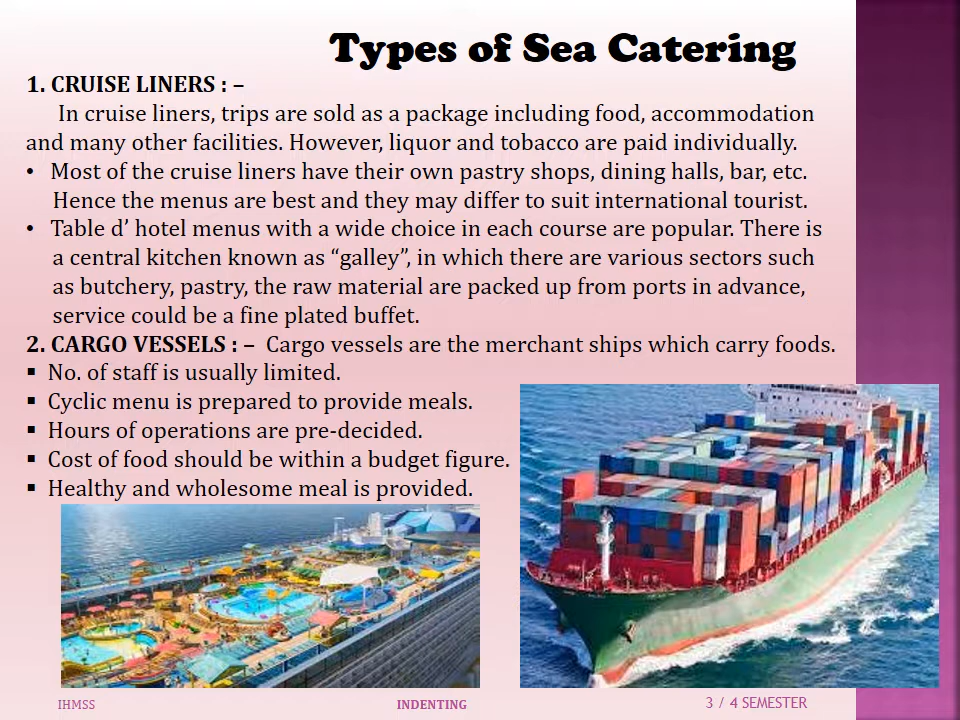 Types of Sea Catering
1. CRUISE LINERS : –
In cruise liners, trips are sold as a package including food, accommodation
and many other facilities. However, liquor and tobacco are paid individually.
• Most of the cruise liners have their own pastry shops, dining halls, bar, etc.
Hence the menus are best and they may differ to suit international tourist.
• Table d’ hotel menus with a wide choice in each course are popular. There is
a central kitchen known as “galley”, in which there are various sectors such
as butchery, pastry, the raw material are packed up from ports in advance,
service could be a fine plated buffet.
2. CARGO VESSELS : – Cargo vessels are the merchant ships which carry foods.
▪ No. of staff is usually limited.
▪ Cyclic menu is prepared to provide meals.
▪ Hours of operations are pre-decided.
▪ Cost of food should be within a budget figure.
▪ Healthy and wholesome meal is provided.
IHMSS INDENTING 3 / 4 SEMESTER